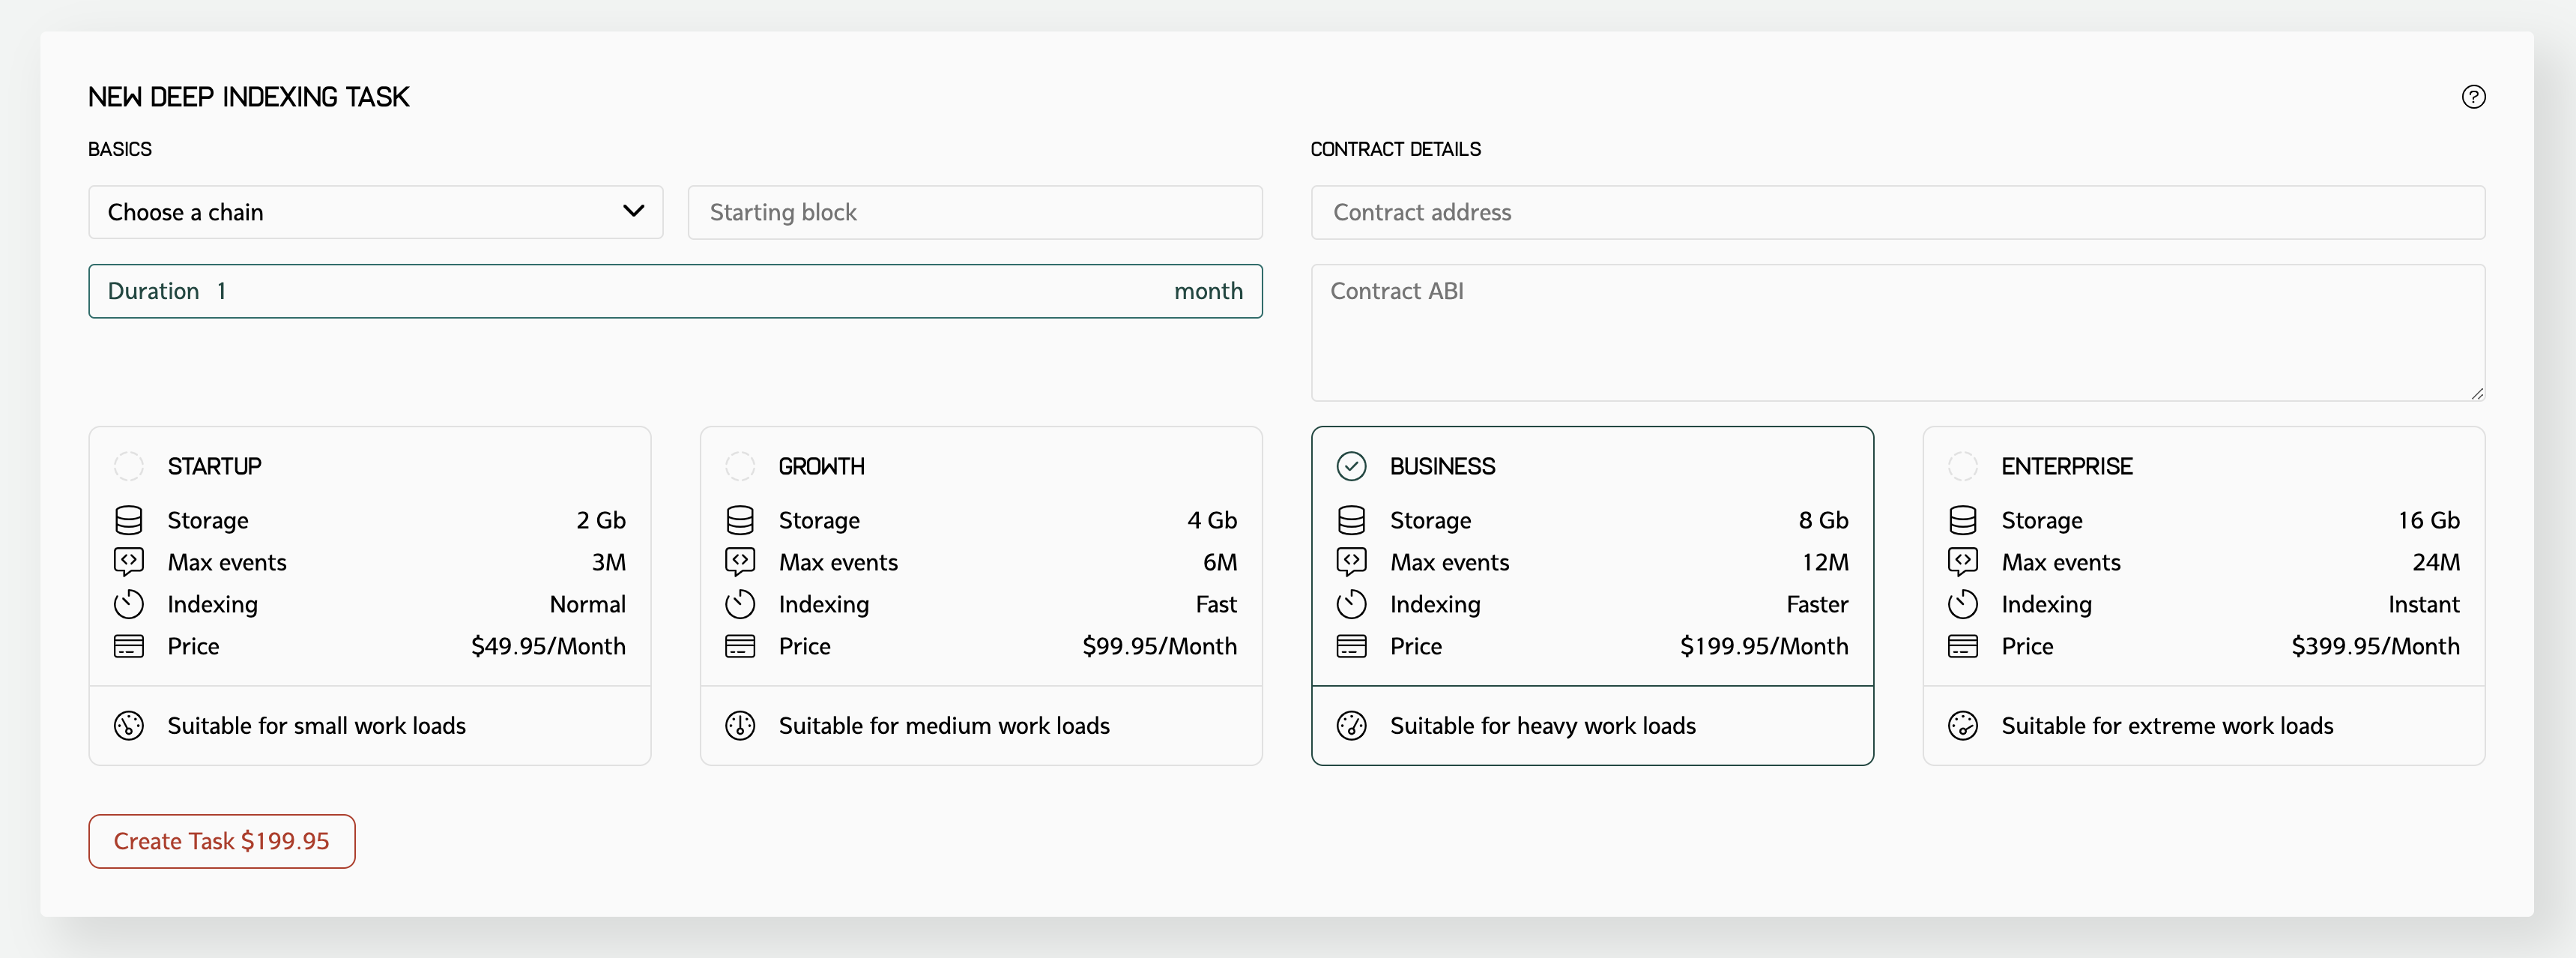 NEW DEEP INDEXING TASK
BASICS
Choose a chain
Starting block
Duration 1 month
CONTRACT DETAILS
Contract address
Contract ABI
STARTUP
Storage 2 Gb
Max events 3M
Indexing Normal
Price $49.95/Month
Suitable for small work loads
GROWTH
Storage 4 Gb
Max events 6M
Indexing Fast
Price $99.95/Month
Suitable for medium work loads
BUSINESS
Storage 8 Gb
Max events 12M
Indexing Faster
Price $199.95/Month
Suitable for heavy work loads
ENTERPRISE
Storage 16 Gb
Max events 24M
Indexing Instant
Price $399.95/Month
Suitable for extreme work loads
Create Task $199.95